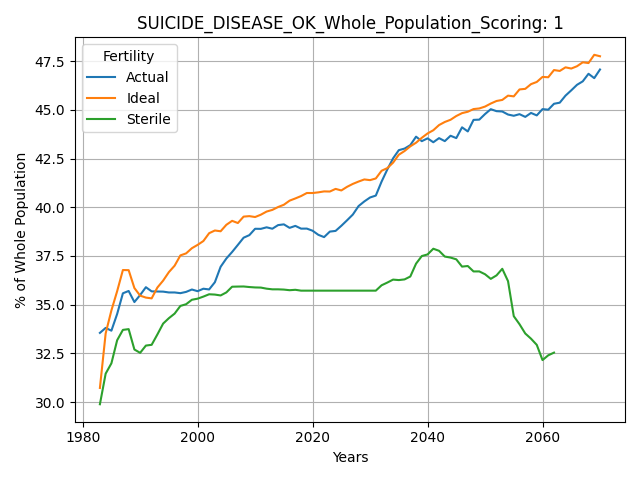 SUICIDE_DISEASE_OK_Whole_Population_Scoring: 1
% of Whole Population
47.5
45.0
42.5
40.0
37.5
35.0
32.5
30.0
Fertility
Actual
Ideal
Sterile
1980 2000 2020 2040 2060
Years